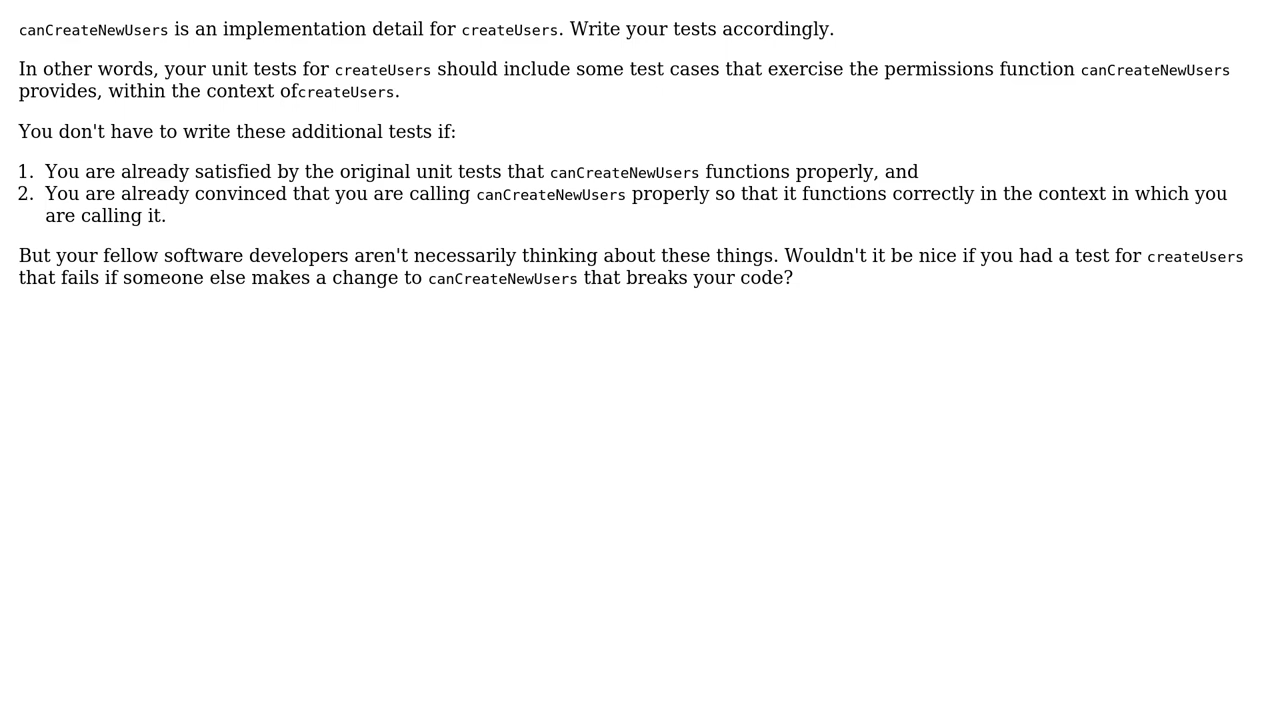 canCreateNewUsers is an implementation detail for createUsers. Write your tests accordingly.
In other words, your unit tests for createUsers should include some test cases that exercise the permissions function canCreateNewUsers
provides, within the context ofcreateUsers.
You don't have to write these additional tests if:
1. You are already satisfied by the original unit tests that canCreateNewUsers functions properly, and
2. You are already convinced that you are calling canCreateNewUsers properly so that it functions correctly in the context in which you
are calling it.
But your fellow software developers aren't necessarily thinking about these things. Wouldn't it be nice if you had a test for createUsers
that fails if someone else makes a change to canCreateNewUsers that breaks your code?